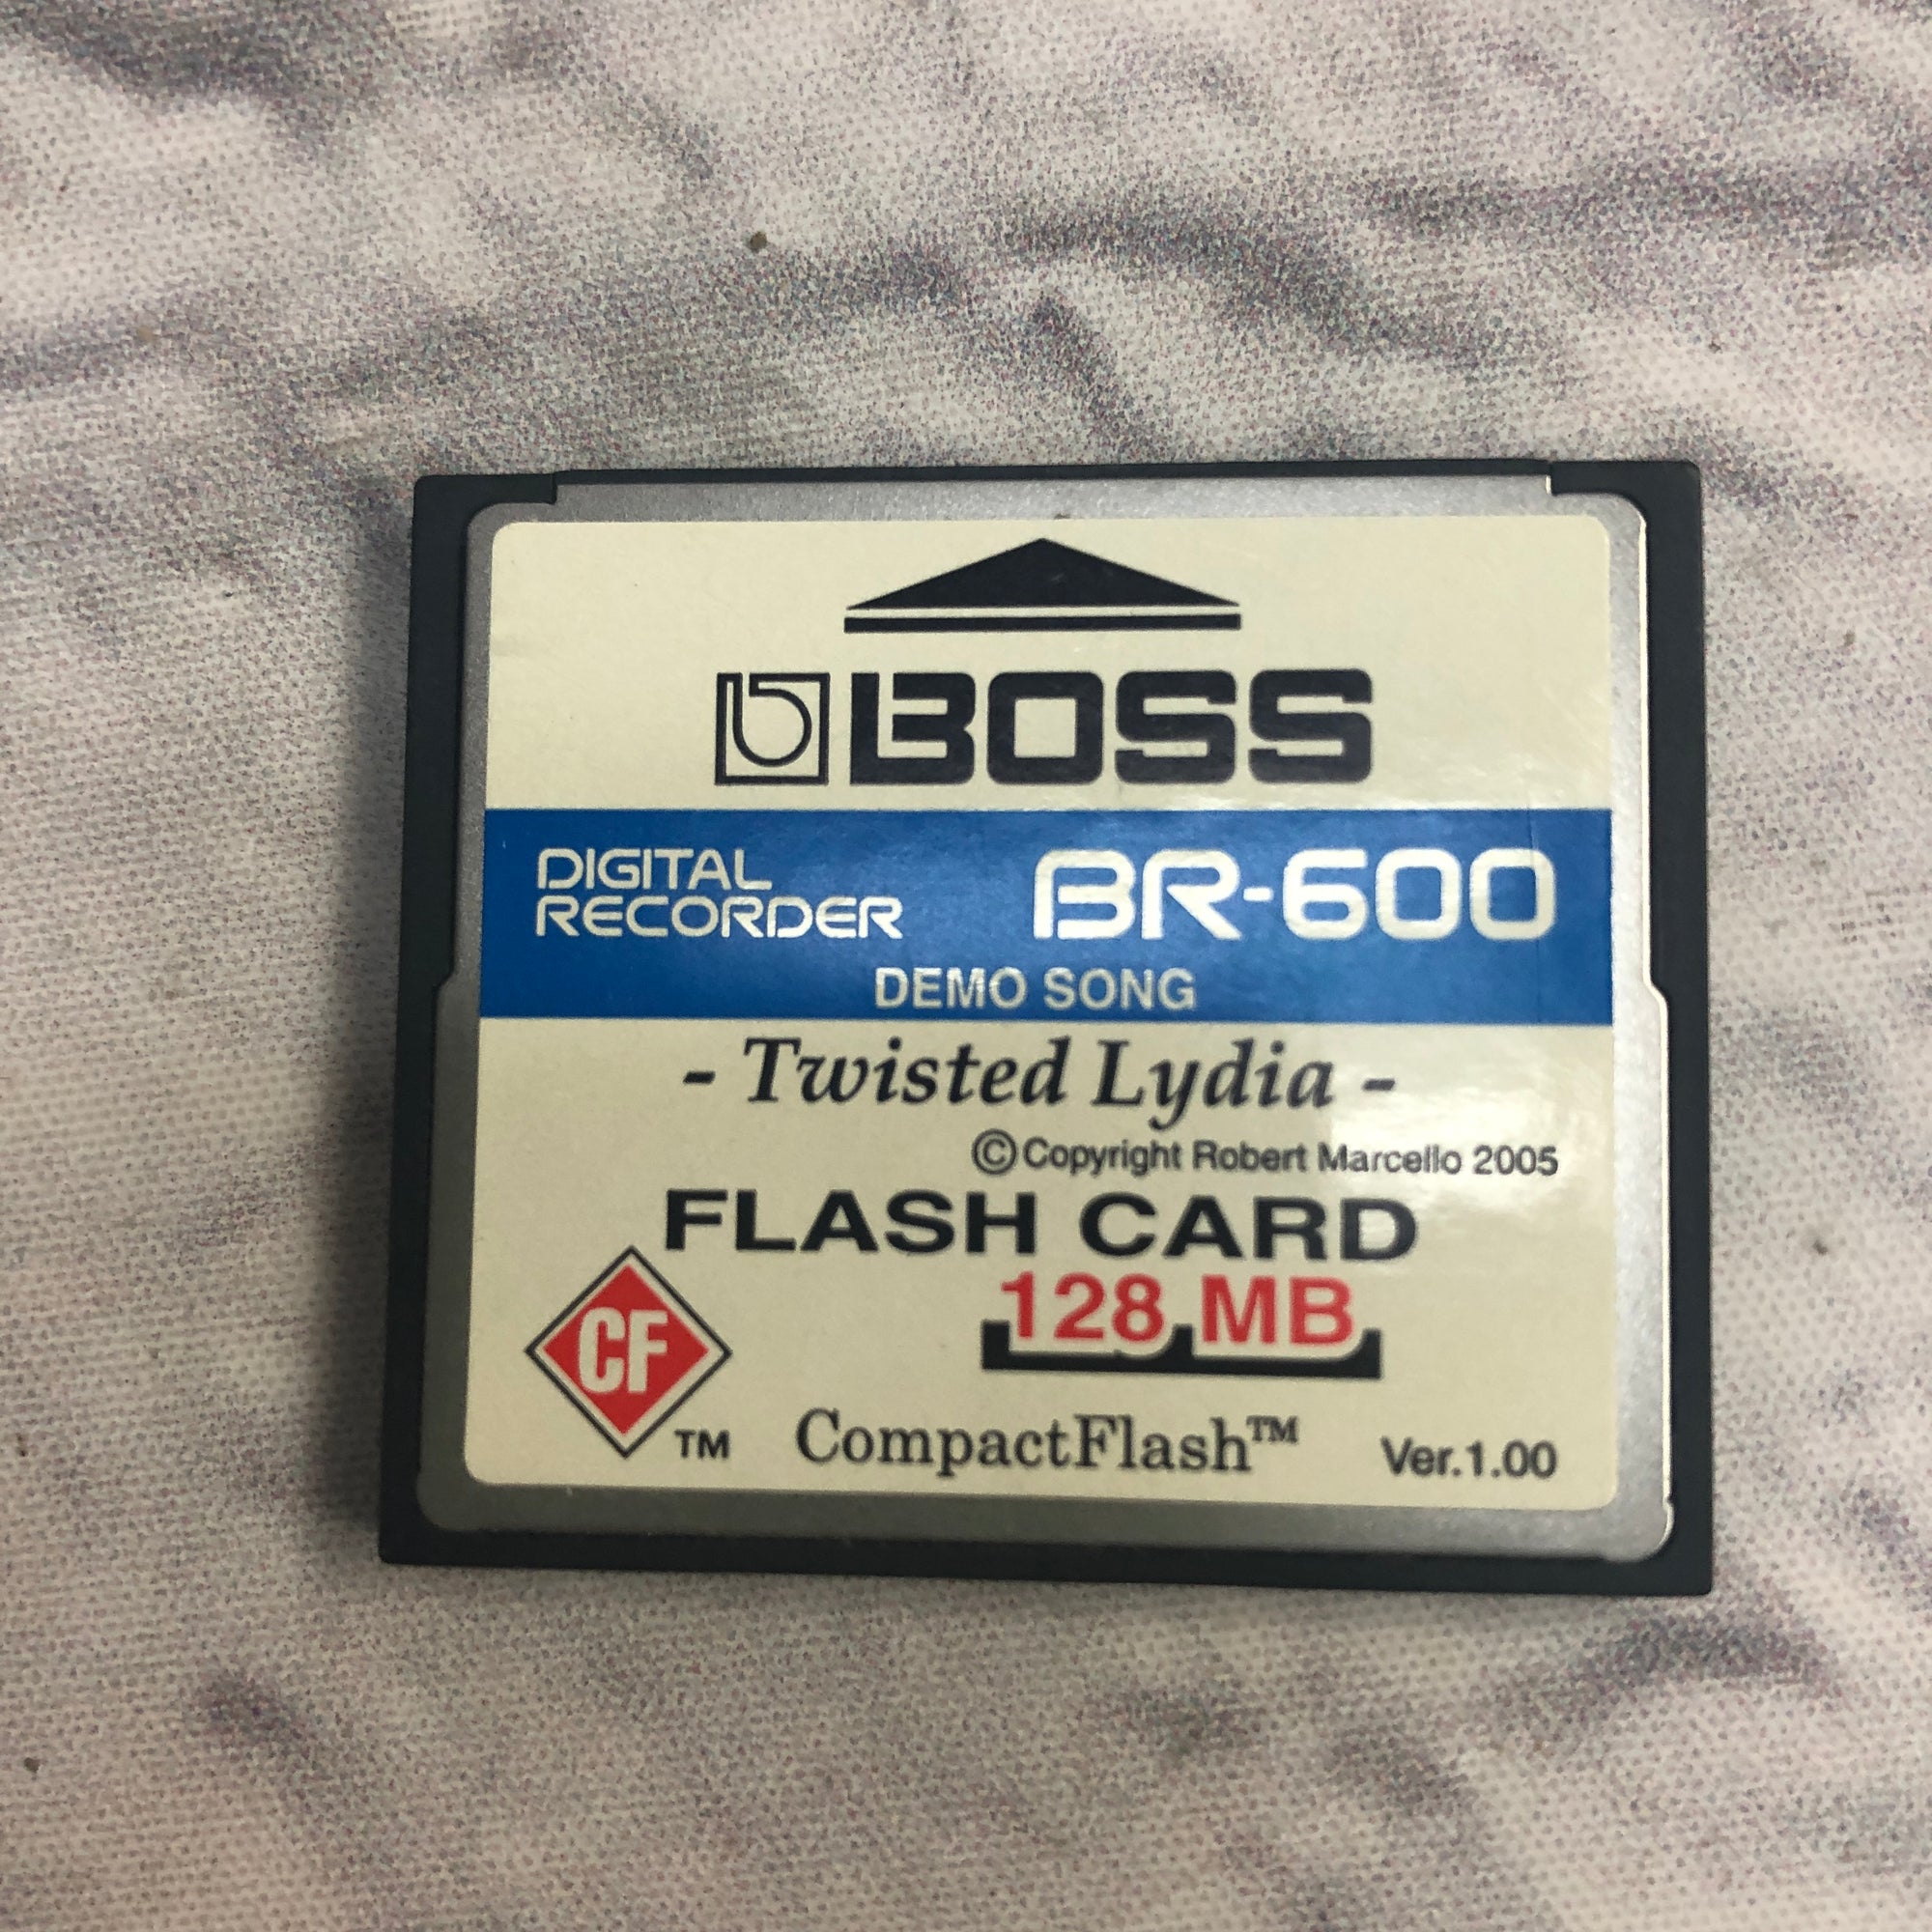 BOSS
DIGITAL
RECORDER
BR-600
DEMO SONG
- Twisted Lydia -
©Copyright Robert Marcello 2005
FLASH CARD
128 MB
CF
TM
CompactFlash™
Ver.1.00